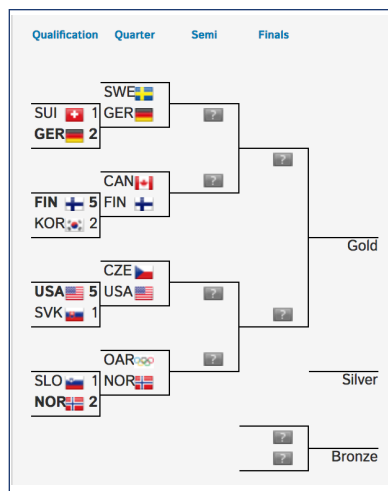 Qualification Quarter Semi Finals
SWE
SUI 1 GER
GER 2
?
?
CAN
?
FIN 5 FIN
KOR 2
Gold
CZE
USA 5 USA
?
SVK 1
?
OAR
?
SLO 1 NOR
Silver
NOR 2
?
?
Bronze